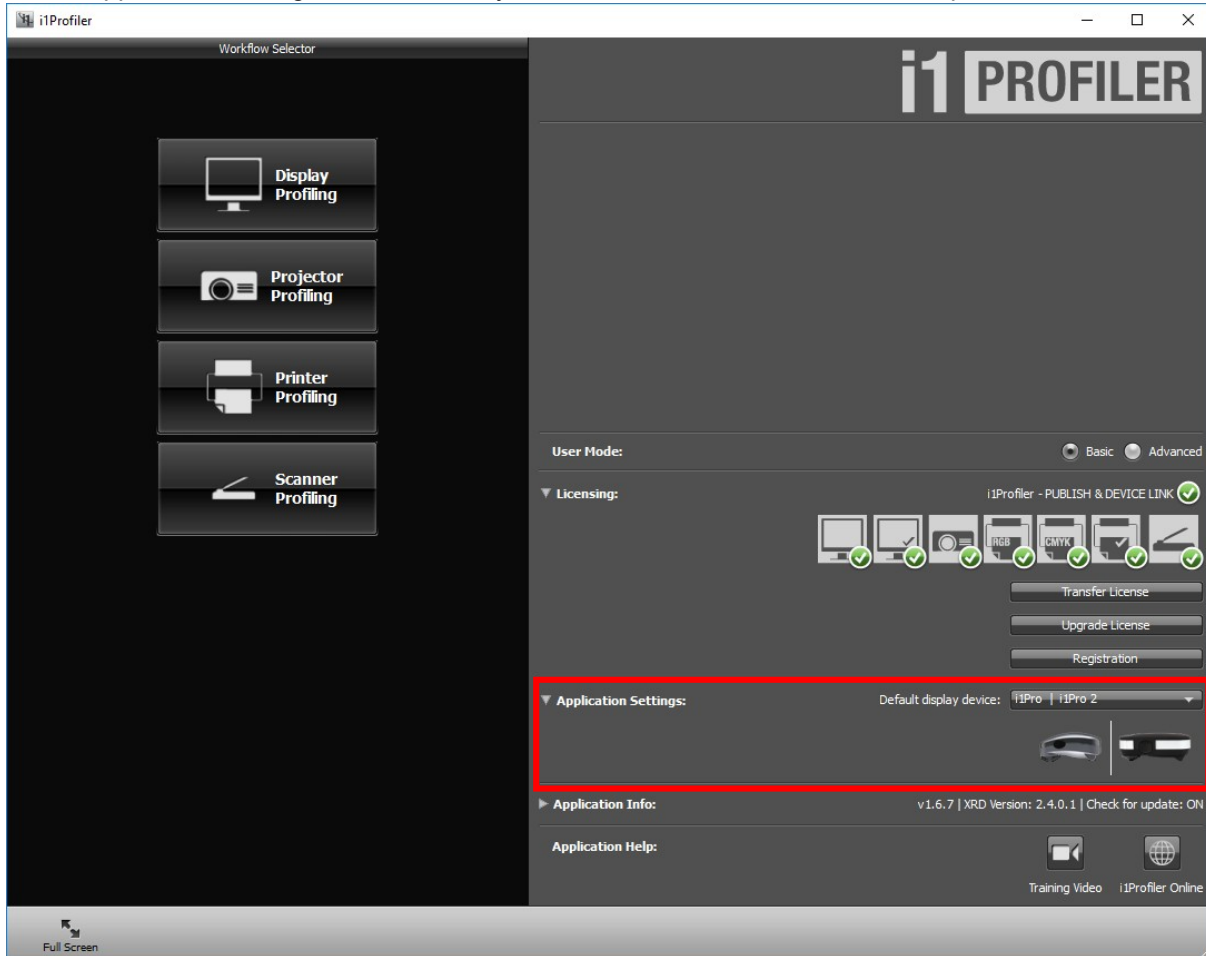 i1Profiler
Workflow Selector
i1 PROFILER
Display
Profiling
Projector
Profiling
Printer
Profiling
Scanner
Profiling
User Mode: Basic Advanced
Licensing: i1Profiler - PUBLISH & DEVICE LINK
RGB CMYK
Transfer License
Upgrade License
Registration
Application Settings: Default display device: i1Pro | i1Pro 2
Application Info: v1.6.7 | XRD Version: 2.4.0.1 | Check for update: ON
Application Help:
Training Video i1Profiler Online
Full Screen